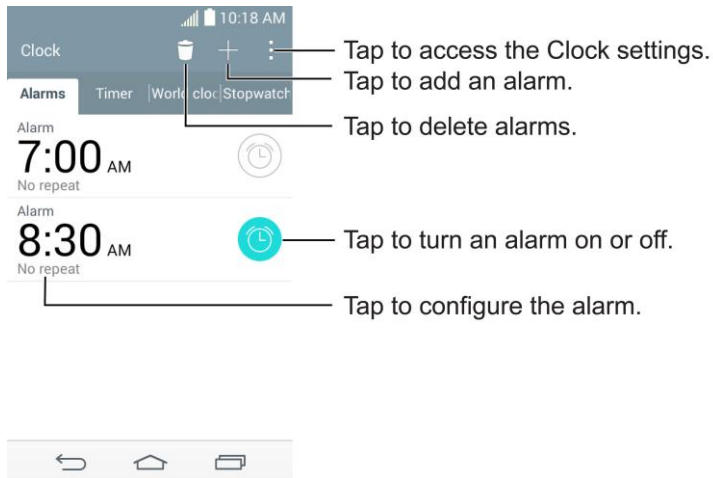 10:18 AM
Clock
Tap to access the Clock settings.
Tap to add an alarm.
Alarms Timer World cloc Stopwatch
Tap to delete alarms.
Alarm
7:00 AM
No repeat
Alarm
8:30 AM
Tap to turn an alarm on or off.
No repeat
Tap to configure the alarm.